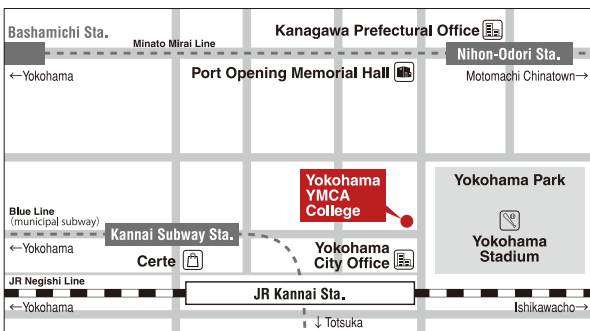 Kanagawa Prefectural Office
Bashamichi Sta.
Minato Mirai Line
Nihon-Odori Sta.
←Yokohama
Port Opening Memorial Hall
Motomachi Chinatown→
Yokohama
YMCA
College
Yokohama Park
Blue Line
(municipal subway)
Kannai Subway Sta.
Yokohama
Stadium
←Yokohama
Certe
Yokohama
City Office
JR Negishi Line
JR Kannai Sta.
←Yokohama
Ishikawacho→
↓Totsuka